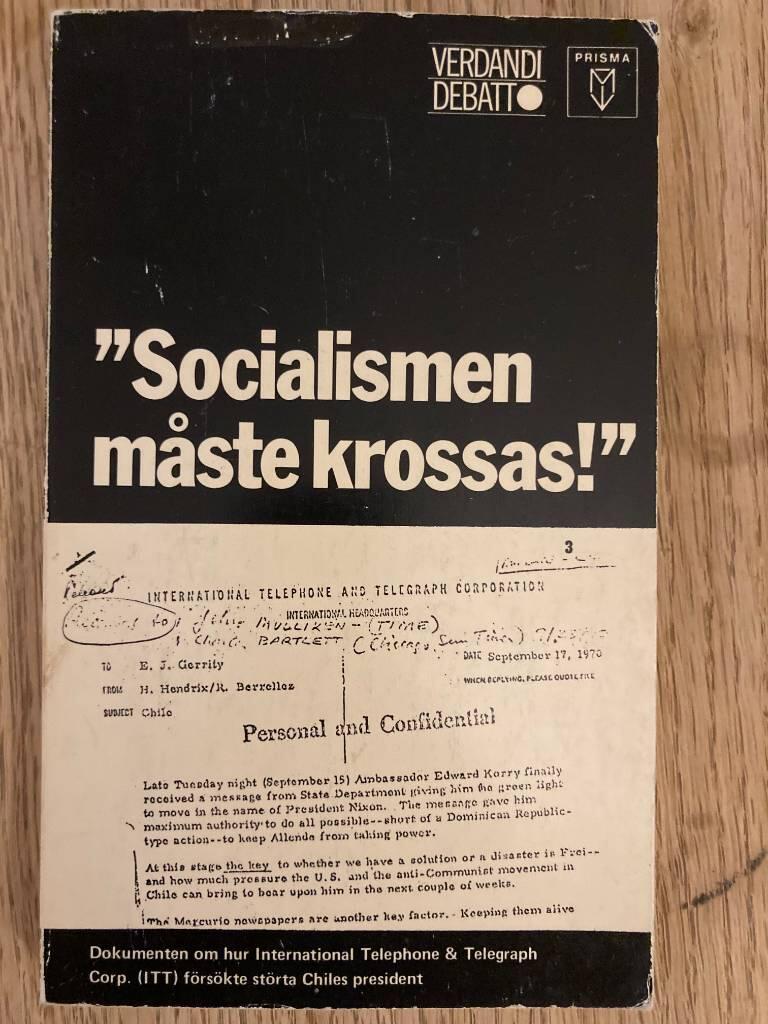 VERDANDI
DEBATT
PRISMA
”Socialismen
måste krossas!”
3
INTERNATIONAL TELEPHONE AND TELEGRAPH CORPORATION
INTERNATIONAL HEADQUARTERS
MULLIKEN - (TIME)
BARTLETT (Chicago Sun Times)
DATE September 17, 1970
TO E. J. Gerrity
WHEN REPLYING, PLEASE QUOTE FILE
FROM H. Hendrix/R. Berrellez
SUBJECT Chile
Personal and Confidential
Late Tuesday night (September 15) Ambassador Edward Korry finally
received a message from State Department giving him the green light
to move in the name of President Nixon. The message gave him
maximum authority to do all possible--short of a Dominican Republic-
type action--to keep Allende from taking power.
At this stage the key to whether we have a solution or a disaster is Frei--
and how much pressure the U.S. and the anti-Communist movement in
Chile can bring to bear upon him in the next couple of weeks.
The Mercurio newspapers are another key factor. Keeping them alive
Dokumenten om hur International Telephone & Telegraph
Corp. (ITT) försökte störta Chiles president